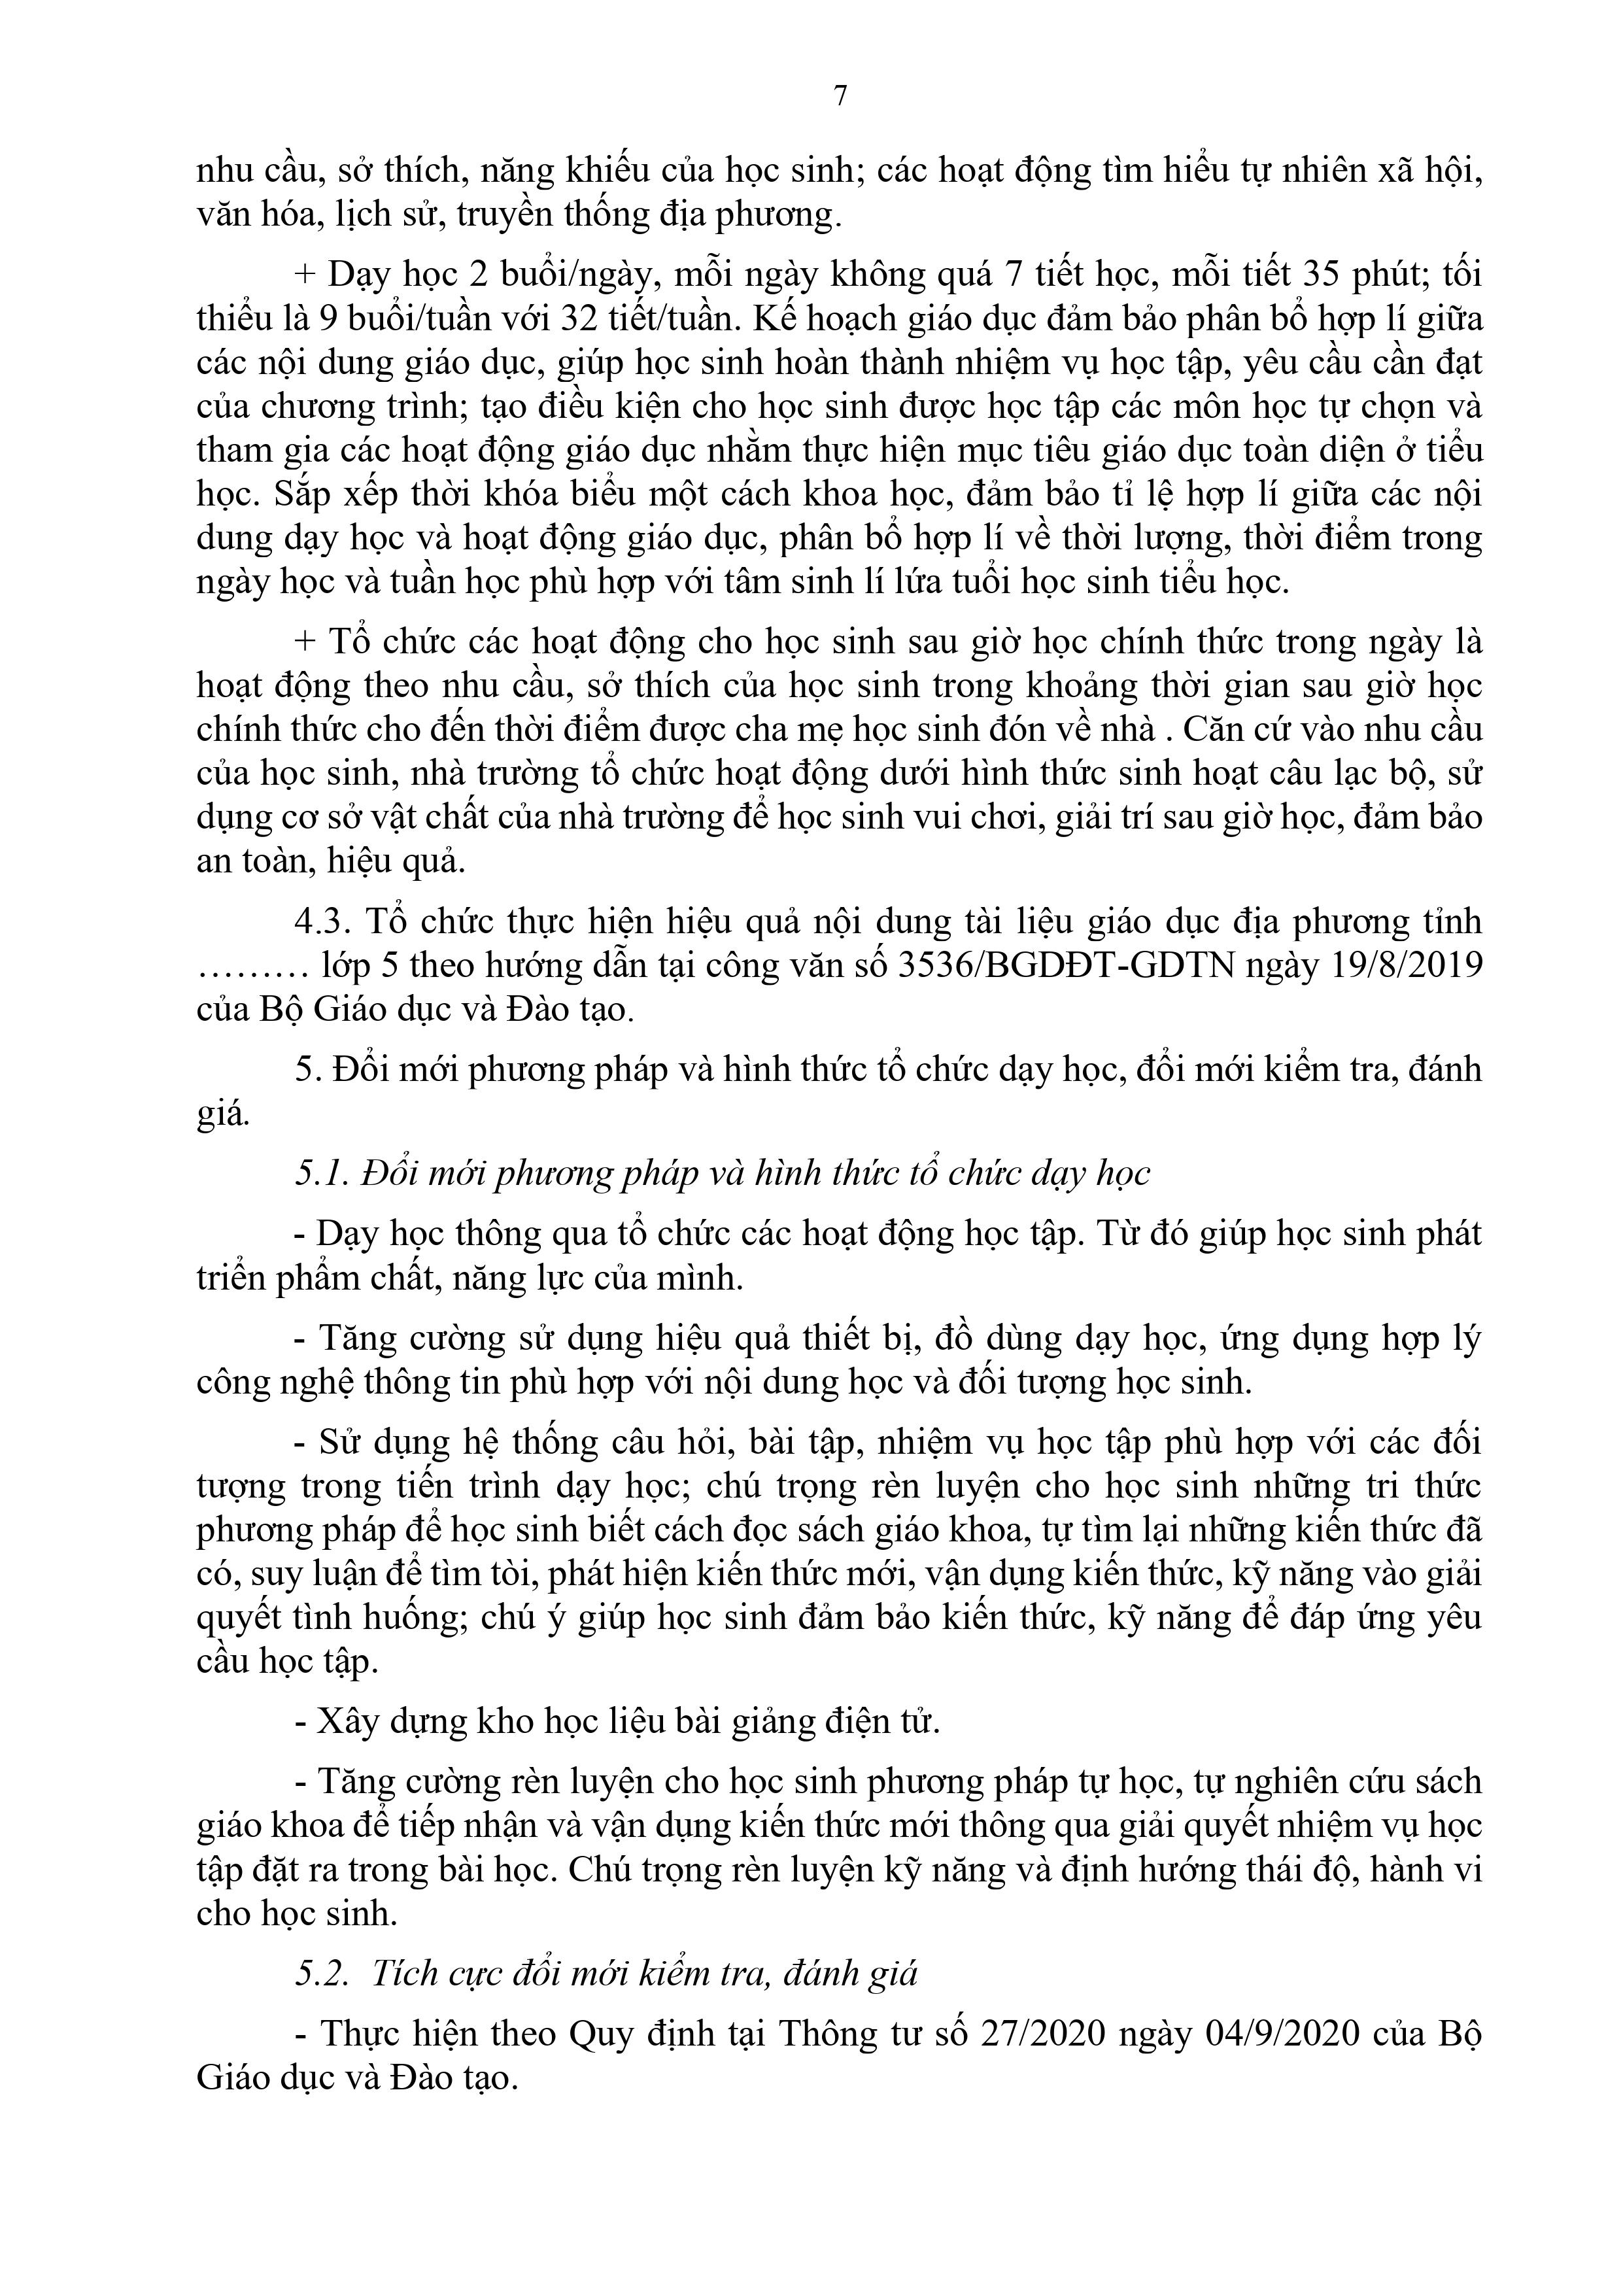 7
nhu cầu, sở thích, năng khiếu của học sinh; các hoạt động tìm hiểu tự nhiên xã hội,
văn hóa, lịch sử, truyền thống địa phương.
+ Dạy học 2 buổi/ngày, mỗi ngày không quá 7 tiết học, mỗi tiết 35 phút; tối
thiểu là 9 buổi/tuần với 32 tiết/tuần. Kế hoạch giáo dục đảm bảo phân bổ hợp lí giữa
các nội dung giáo dục, giúp học sinh hoàn thành nhiệm vụ học tập, yêu cầu cần đạt
của chương trình; tạo điều kiện cho học sinh được học tập các môn học tự chọn và
tham gia các hoạt động giáo dục nhằm thực hiện mục tiêu giáo dục toàn diện ở tiểu
học. Sắp xếp thời khóa biểu một cách khoa học, đảm bảo tỉ lệ hợp lí giữa các nội
dung dạy học và hoạt động giáo dục, phân bổ hợp lí về thời lượng, thời điểm trong
ngày học và tuần học phù hợp với tâm sinh lí lứa tuổi học sinh tiểu học.
+ Tổ chức các hoạt động cho học sinh sau giờ học chính thức trong ngày là
hoạt động theo nhu cầu, sở thích của học sinh trong khoảng thời gian sau giờ học
chính thức cho đến thời điểm được cha mẹ học sinh đón về nhà . Căn cứ vào nhu cầu
của học sinh, nhà trường tổ chức hoạt động dưới hình thức sinh hoạt câu lạc bộ, sử
dụng cơ sở vật chất của nhà trường để học sinh vui chơi, giải trí sau giờ học, đảm bảo
an toàn, hiệu quả.
4.3. Tổ chức thực hiện hiệu quả nội dung tài liệu giáo dục địa phương tỉnh
……… lớp 5 theo hướng dẫn tại công văn số 3536/BGDĐT-GDTN ngày 19/8/2019
của Bộ Giáo dục và Đào tạo.
5. Đổi mới phương pháp và hình thức tổ chức dạy học, đổi mới kiểm tra, đánh
giá.
5.1. Đổi mới phương pháp và hình thức tổ chức dạy học
- Dạy học thông qua tổ chức các hoạt động học tập. Từ đó giúp học sinh phát
triển phẩm chất, năng lực của mình.
- Tăng cường sử dụng hiệu quả thiết bị, đồ dùng dạy học, ứng dụng hợp lý
công nghệ thông tin phù hợp với nội dung học và đối tượng học sinh.
- Sử dụng hệ thống câu hỏi, bài tập, nhiệm vụ học tập phù hợp với các đối
tượng trong tiến trình dạy học; chú trọng rèn luyện cho học sinh những tri thức
phương pháp để học sinh biết cách đọc sách giáo khoa, tự tìm lại những kiến thức đã
có, suy luận để tìm tòi, phát hiện kiến thức mới, vận dụng kiến thức, kỹ năng vào giải
quyết tình huống; chú ý giúp học sinh đảm bảo kiến thức, kỹ năng để đáp ứng yêu
cầu học tập.
- Xây dựng kho học liệu bài giảng điện tử.
- Tăng cường rèn luyện cho học sinh phương pháp tự học, tự nghiên cứu sách
giáo khoa để tiếp nhận và vận dụng kiến thức mới thông qua giải quyết nhiệm vụ học
tập đặt ra trong bài học. Chú trọng rèn luyện kỹ năng và định hướng thái độ, hành vi
cho học sinh.
5.2. Tích cực đổi mới kiểm tra, đánh giá
- Thực hiện theo Quy định tại Thông tư số 27/2020 ngày 04/9/2020 của Bộ
Giáo dục và Đào tạo.